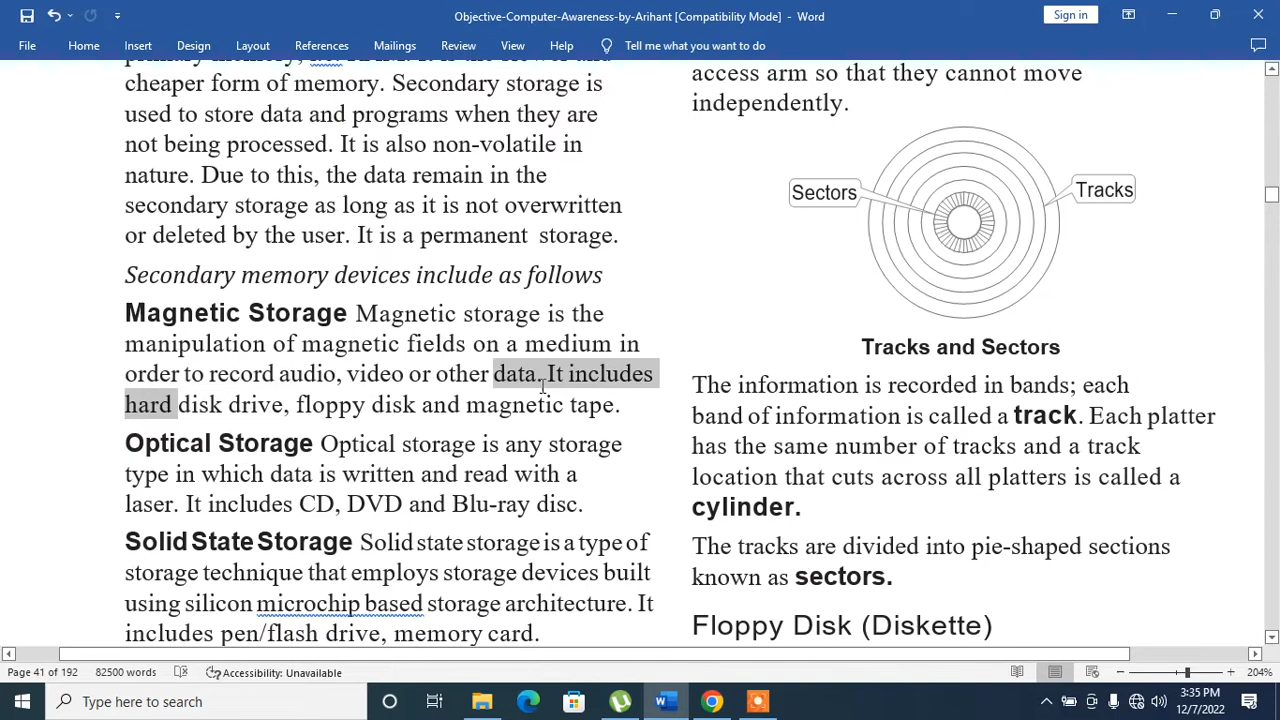 Objective-Computer-Awareness-by-Arihant [Compatibility Mode] - Word
Sign in
File Home Insert Design Layout References Mailings Review View Help Tell me what you want to do
cheaper form of memory. Secondary storage is
used to store data and programs when they are
not being processed. It is also non-volatile in
nature. Due to this, the data remain in the
secondary storage as long as it is not overwritten
or deleted by the user. It is a permanent storage.
Secondary memory devices include as follows
Magnetic Storage Magnetic storage is the
manipulation of magnetic fields on a medium in
order to record audio, video or other data. It includes
hard disk drive, floppy disk and magnetic tape.
Optical Storage Optical storage is any storage
type in which data is written and read with a
laser. It includes CD, DVD and Blu-ray disc.
Solid State Storage Solid state storage is a type of
storage technique that employs storage devices built
using silicon microchip based storage architecture. It
includes pen/flash drive, memory card.
access arm so that they cannot move
independently.
Sectors
Tracks
Tracks and Sectors
The information is recorded in bands; each
band of information is called a track. Each platter
has the same number of tracks and a track
location that cuts across all platters is called a
cylinder.
The tracks are divided into pie-shaped sections
known as sectors.
Floppy Disk (Diskette)
Page 41 of 192 82500 words Accessibility: Unavailable
204%
Type here to search
3:35 PM
12/7/2022